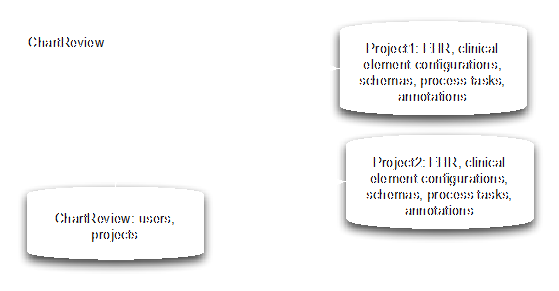 ChartReview
Project1: EHR, clinical
element configurations,
schemas, process tasks,
annotations
Project2: EHR, clinical
element configurations,
schemas, process tasks,
annotations
ChartReview: users,
projects